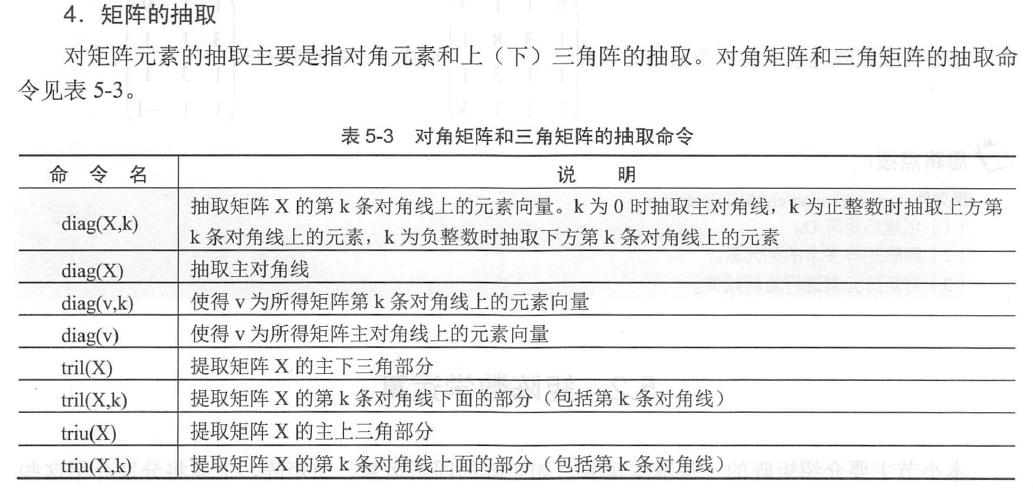 4．矩阵的抽取
对矩阵元素的抽取主要是指对角元素和上（下）三角阵的抽取。对角矩阵和三角矩阵的抽取命
令见表 5-3。
表 5-3 对角矩阵和三角矩阵的抽取命令
命 令 名 说 明
diag(X,k) 抽取矩阵 X 的第 k 条对角线上的元素向量。k 为 0 时抽取主对角线，k 为正整数时抽取上方第
k 条对角线上的元素，k 为负整数时抽取下方第 k 条对角线上的元素
diag(X) 抽取主对角线
diag(v,k) 使得 v 为所得矩阵第 k 条对角线上的元素向量
diag(v) 使得 v 为所得矩阵主对角线上的元素向量
tril(X) 提取矩阵 X 的主下三角部分
tril(X,k) 提取矩阵 X 的第 k 条对角线下面的部分（包括第 k 条对角线）
triu(X) 提取矩阵 X 的主上三角部分
triu(X,k) 提取矩阵 X 的第 k 条对角线上面的部分（包括第 k 条对角线）